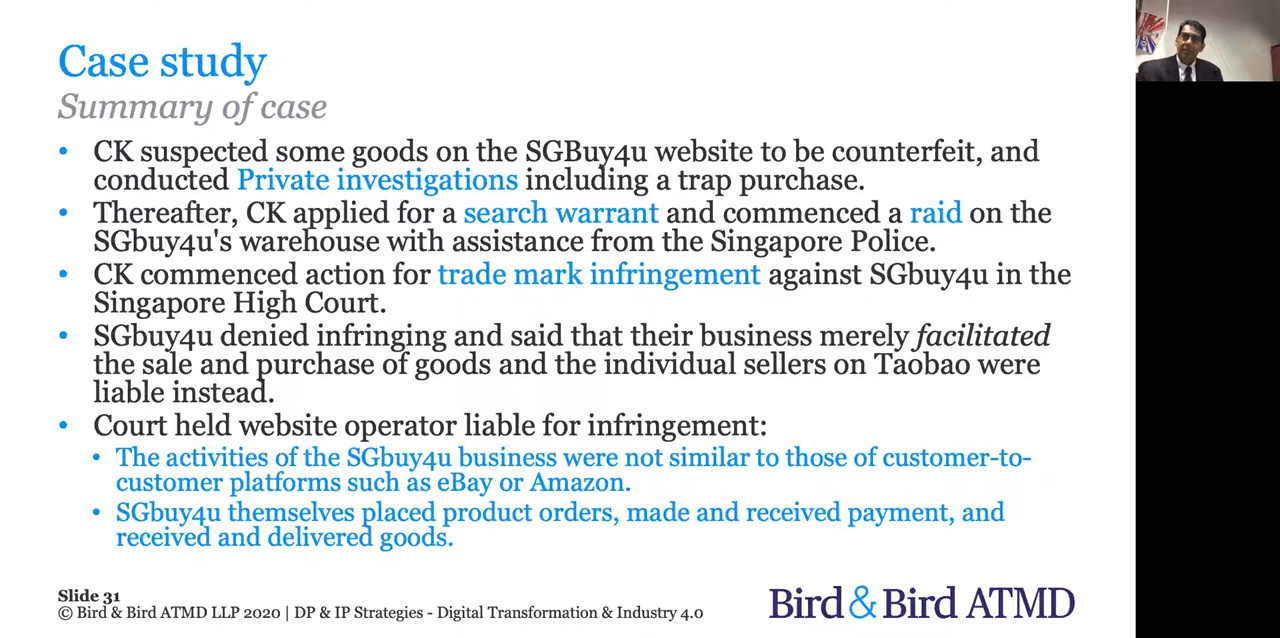 Case study
Summary of case
• CK suspected some goods on the SGBuy4u website to be counterfeit, and
conducted Private investigations including a trap purchase.
• Thereafter, CK applied for a search warrant and commenced a raid on the
SGbuy4u's warehouse with assistance from the Singapore Police.
• CK commenced action for trade mark infringement against SGbuy4u in the
Singapore High Court.
• SGbuy4u denied infringing and said that their business merely facilitated
the sale and purchase of goods and the individual sellers on Taobao were
liable instead.
• Court held website operator liable for infringement:
• The activities of the SGbuy4u business were not similar to those of customer-to-
customer platforms such as eBay or Amazon.
• SGbuy4u themselves placed product orders, made and received payment, and
received and delivered goods.
Slide 31
© Bird & Bird ATMD LLP 2020 | DP & IP Strategies - Digital Transformation & Industry 4.0
Bird & Bird ATMD